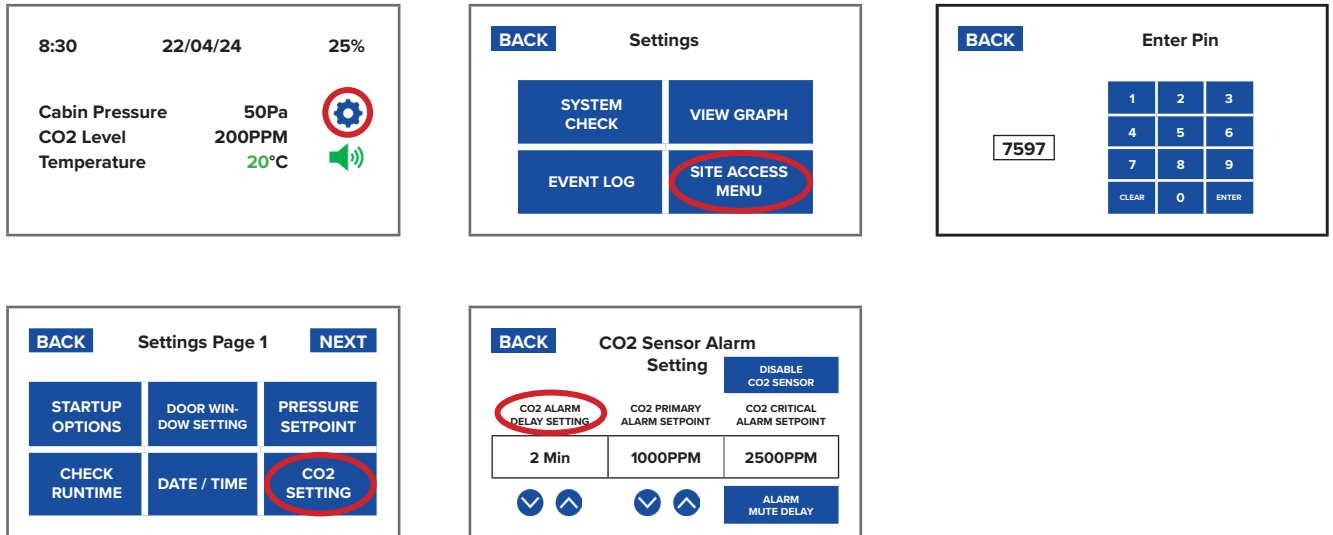 8:30 22/04/24 25%
Cabin Pressure 50Pa
CO2 Level 200PPM
Temperature 20°C
BACK Settings
SYSTEM
CHECK
VIEW GRAPH
EVENT LOG
SITE ACCESS
MENU
BACK Enter Pin
7597
1 2 3
4 5 6
7 8 9
CLEAR 0 ENTER
BACK Settings Page 1 NEXT
STARTUP
OPTIONS
DOOR WIN-
DOW SETTING
PRESSURE
SETPOINT
CHECK
RUNTIME
DATE / TIME
CO2
SETTING
BACK CO2 Sensor Alarm
Setting
DISABLE
CO2 SENSOR
CO2 ALARM
DELAY SETTING
CO2 PRIMARY
ALARM SETPOINT
CO2 CRITICAL
ALARM SETPOINT
2 Min 1000PPM 2500PPM
ALARM
MUTE DELAY